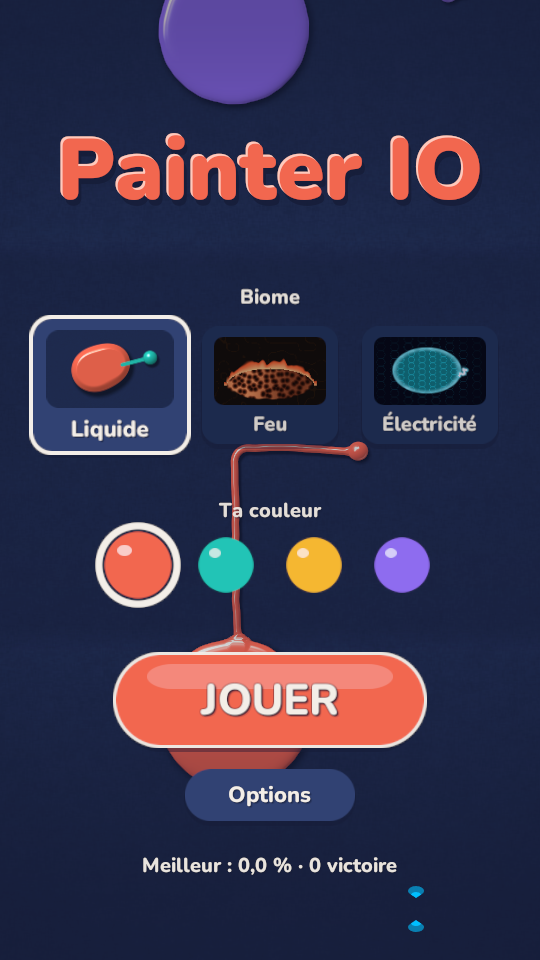 Painter IO
Biome
Liquide
Feu
Électricité
Ta couleur
JOUER
Options
Meilleur : 0,0 % · 0 victoire